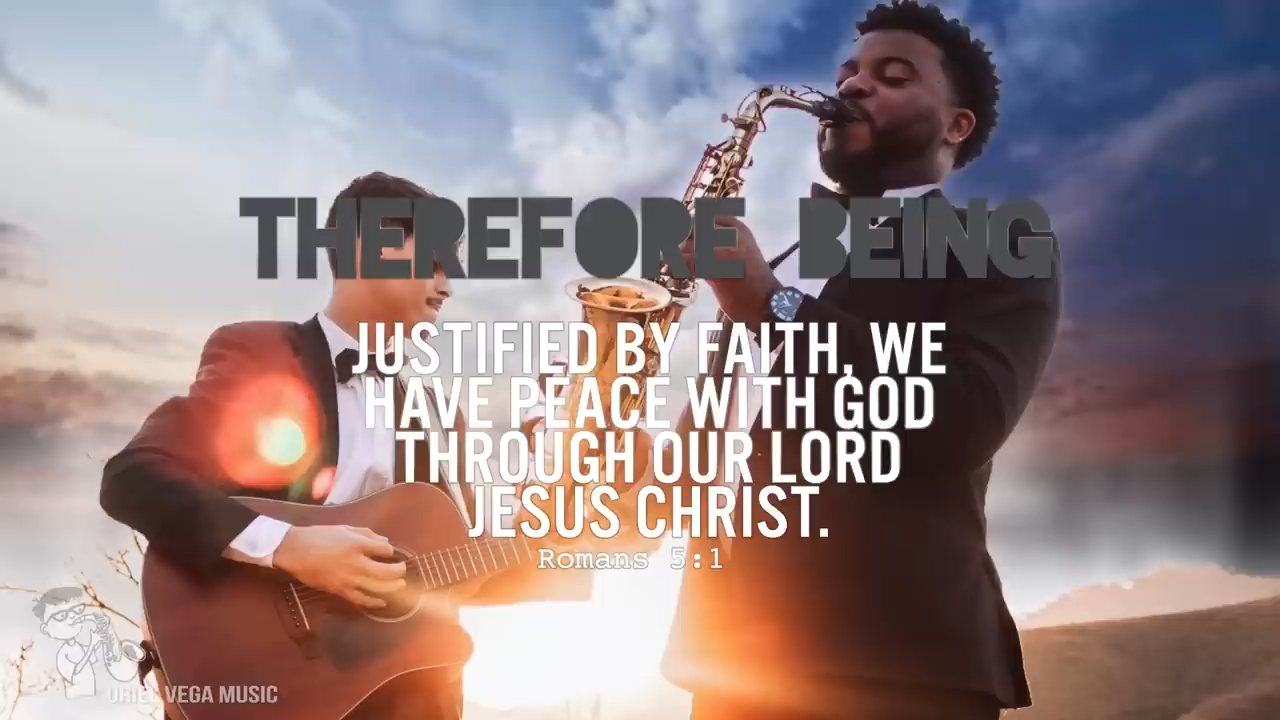 THEREFORE BEING
JUSTIFIED BY FAITH, WE
HAVE PEACE WITH GOD
THROUGH OUR LORD
JESUS CHRIST.
Romans 5:1
URIEL VEGA MUSIC